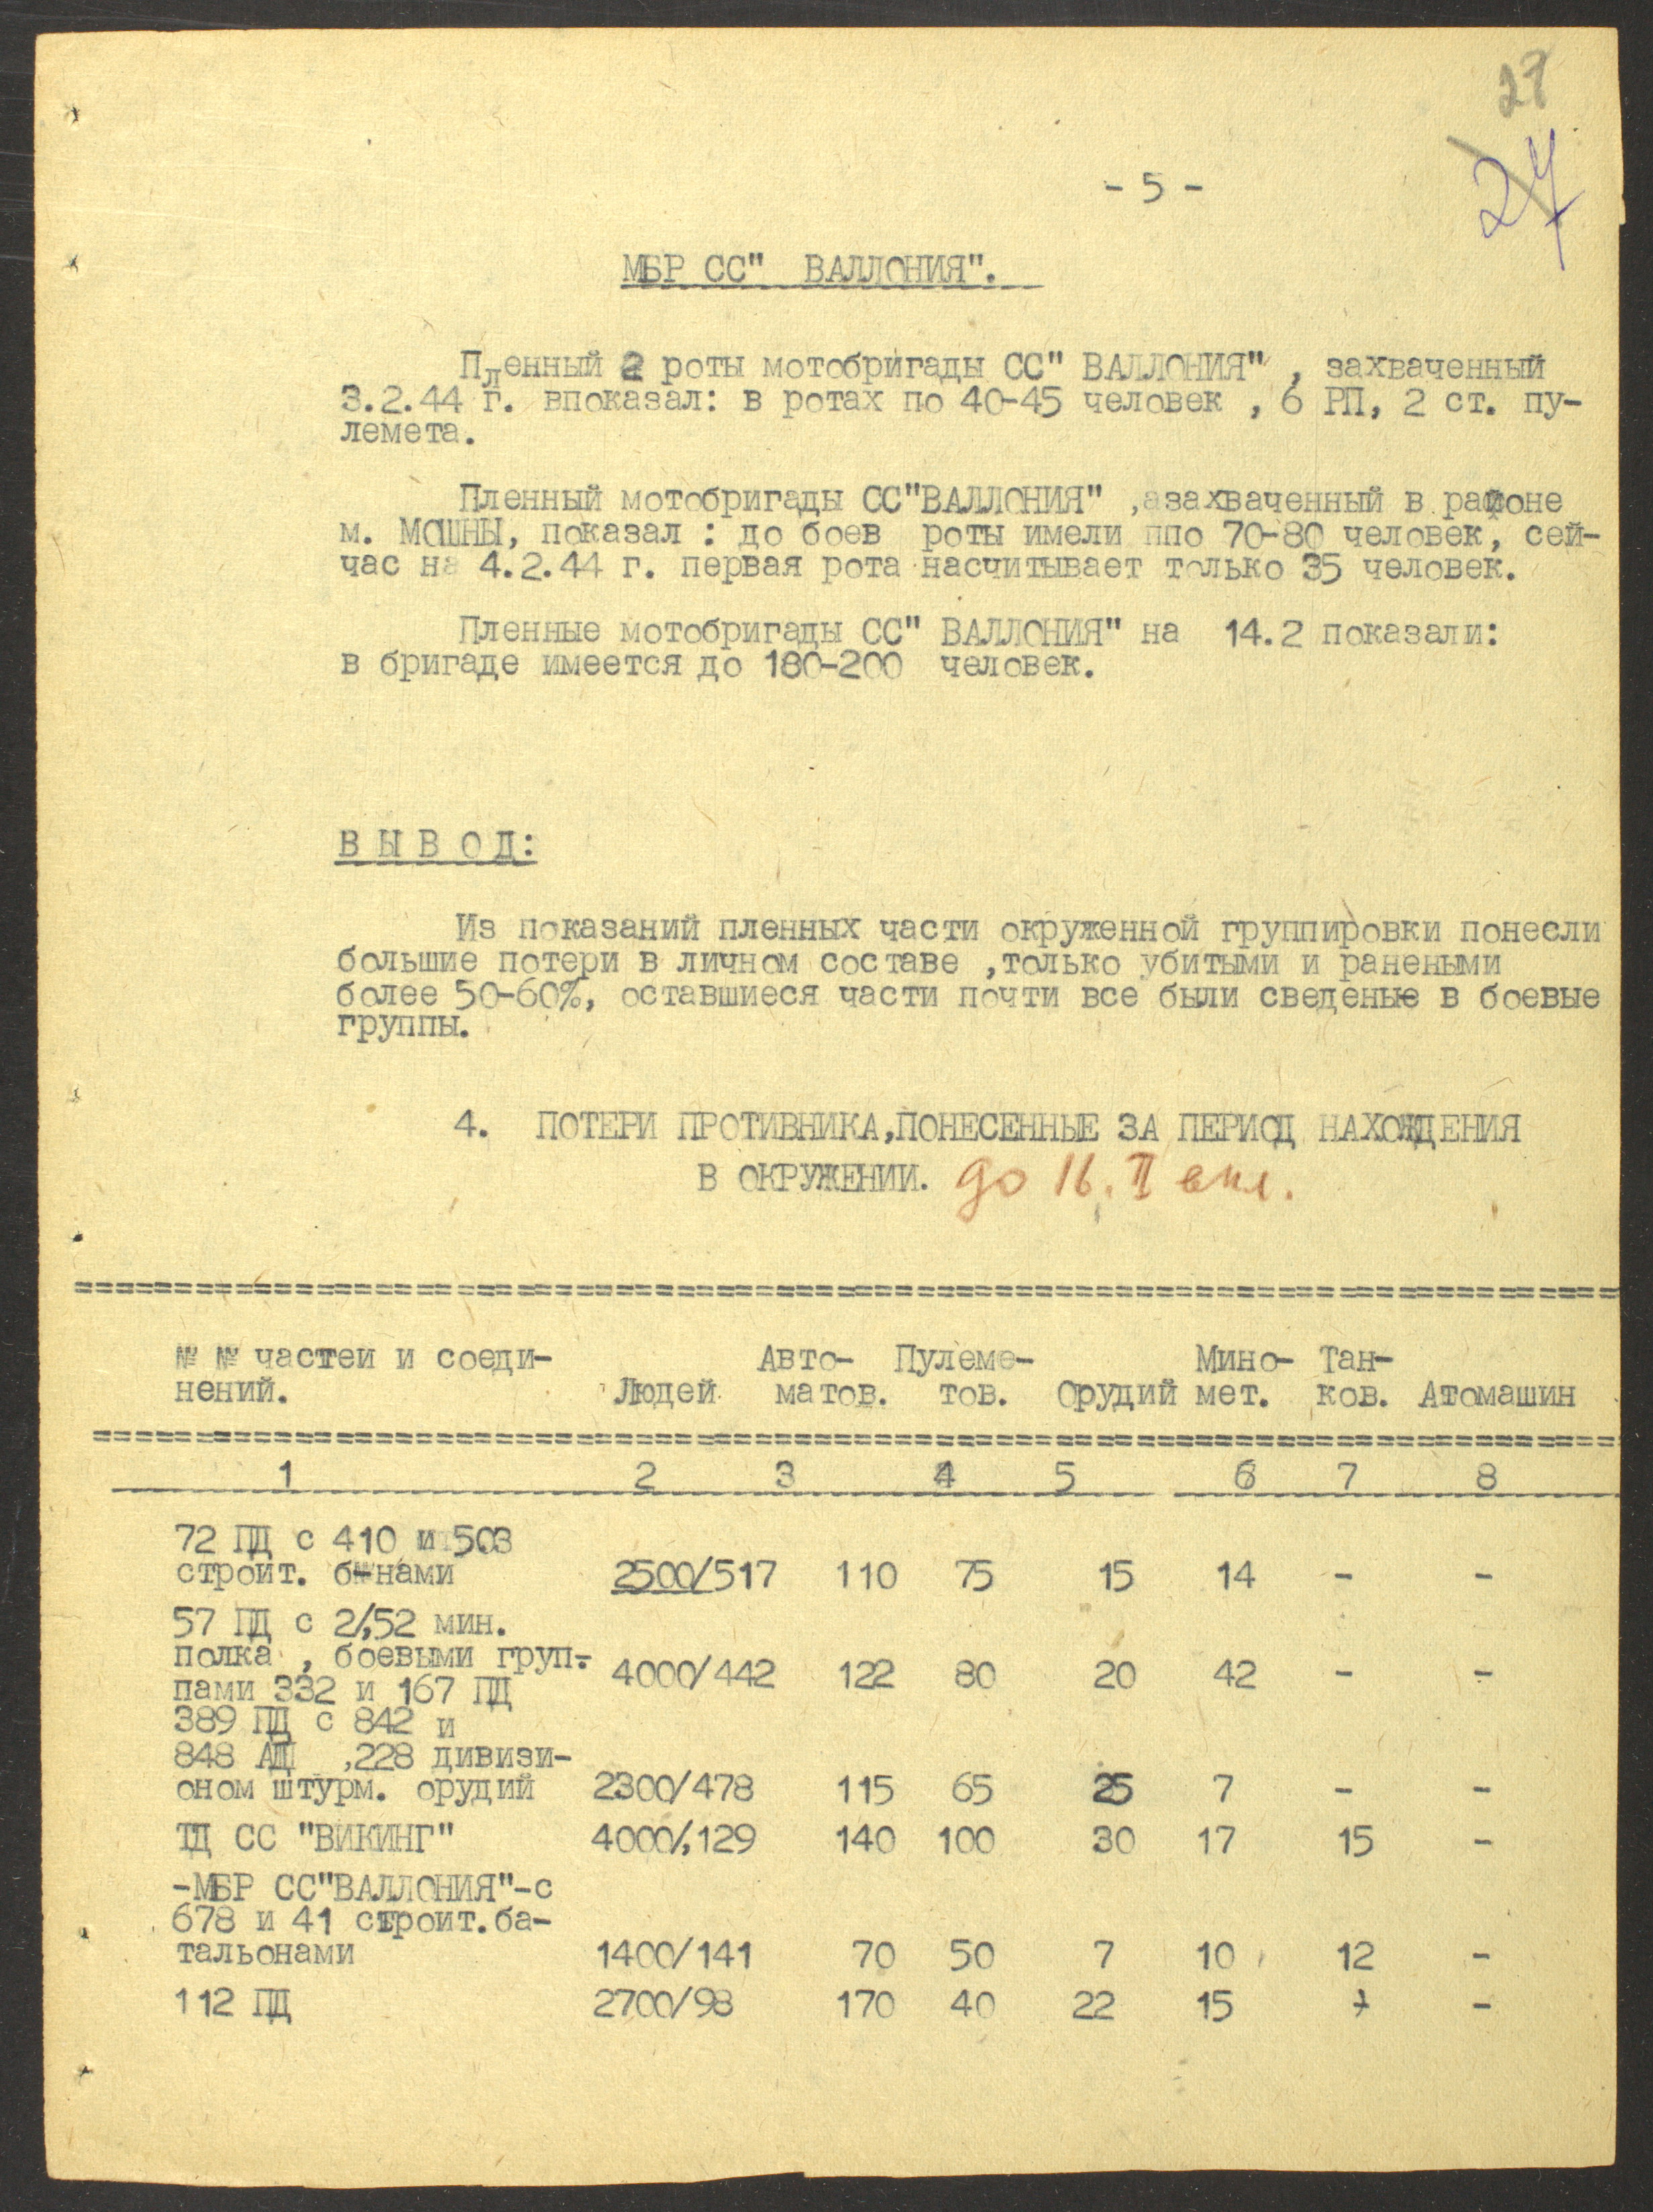 27
- 5 -
27
МБР СС" ВАЛЛОНИЯ".
Пленный 2 роты мотобригады СС" ВАЛЛОНИЯ" , захваченный
3.2.44 г. впоказал: в ротах по 40-45 человек , 6 РП, 2 ст. пу-
лемета.
Пленный мотобригады СС"ВАЛЛОНИЯ" ,азахваченный в районе
м. МОШНЫ, показал : до боев роты имели ппо 70-80 человек, сей-
час на 4.2.44 г. первая рота насчитывает только 35 человек.
Пленные мотобригады СС" ВАЛЛОНИЯ" на 14.2 показали:
в бригаде имеется до 180-200 человек.
В Ы В О Д:
Из показаний пленных части окруженной группировки понесли
большие потери в личном составе ,только убитыми и ранеными
более 50-60%, оставшиеся части почти все были сведены в боевые
группы.
4. ПОТЕРИ ПРОТИВНИКА,ПОНЕСЕННЫЕ ЗА ПЕРИОД НАХОЖДЕНИЯ
В ОКРУЖЕНИИ. до 16.II вкл.
№ № частей и соеди- Авто- Пулеме- Мино- Тан-
нений. Людей матов. тов. Орудий мет. ков. Атомашин
1 2 3 4 5 6 7 8
72 ПД с 410 и 503
строит. б-нами 2500/517 110 75 15 14 - -
57 ПД с 2/,52 мин.
полка , боевыми груп- 4000/442 122 80 20 42 - -
пами 332 и 167 ПД
389 ПД с 842 и
848 АД ,228 дивизи-
оном штурм. орудий 2300/478 115 65 25 7 - -
ТД СС "ВИКИНГ" 4000/,129 140 100 30 17 15 -
-МБР СС"ВАЛЛОНИЯ"-с
678 и 41 строит.ба-
тальонами 1400/141 70 50 7 10 12 -
112 ПД 2700/98 170 40 22 15 - -